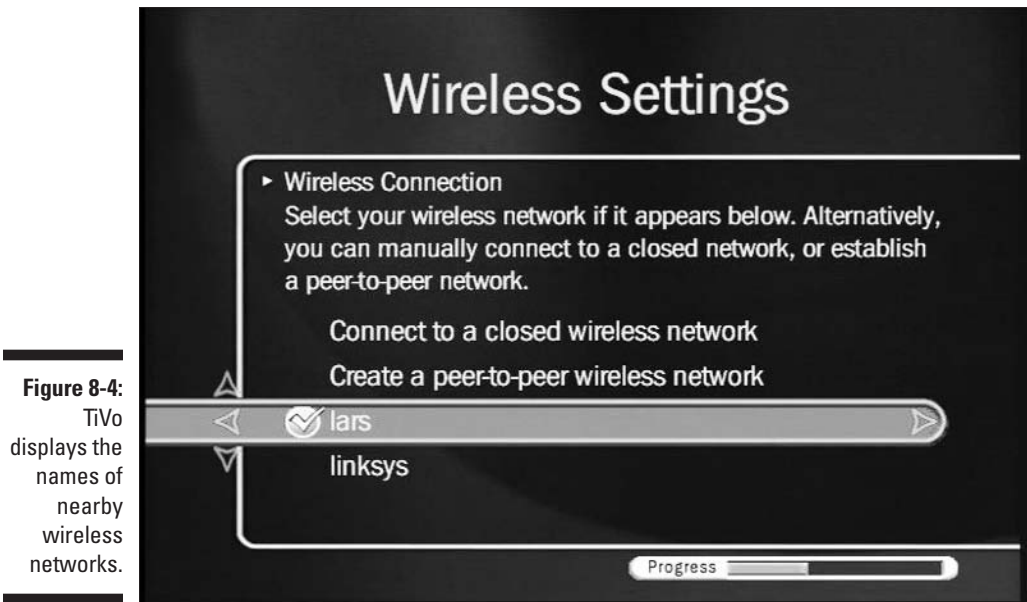 Wireless Settings
▸ Wireless Connection
Select your wireless network if it appears below. Alternatively,
you can manually connect to a closed network, or establish
a peer-to-peer network.
Connect to a closed wireless network
Create a peer-to-peer wireless network
lars
linksys
Progress
Figure 8-4:
TiVo
displays the
names of
nearby
wireless
networks.